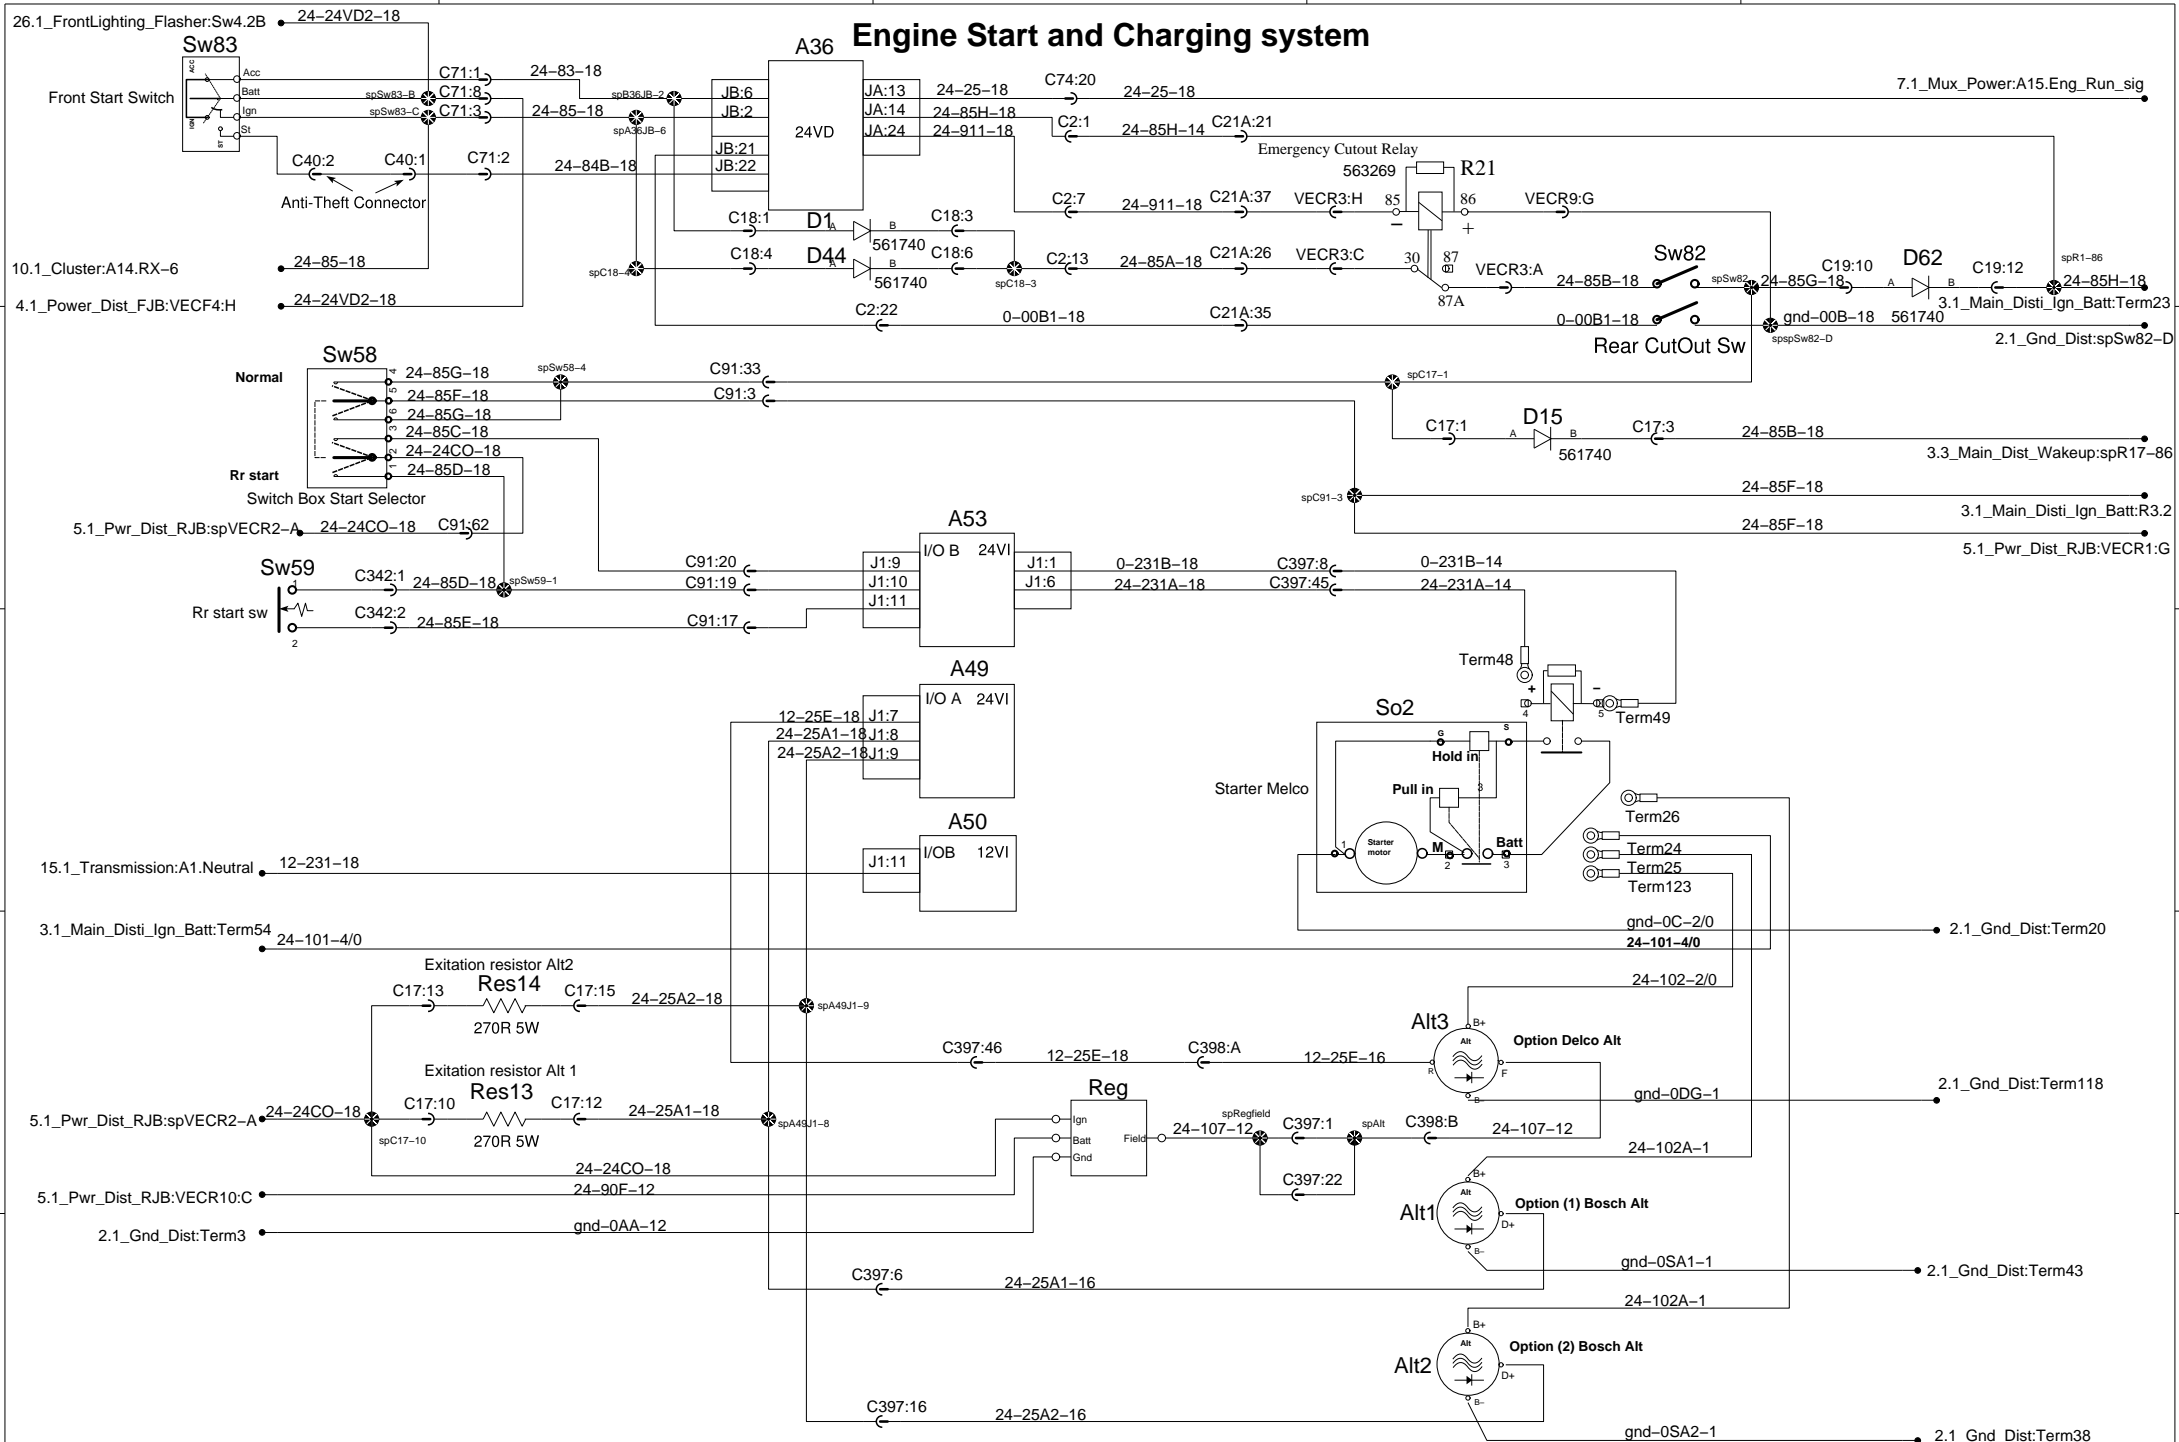 Engine Start and Charging system
26.1_FrontLighting_Flasher:Sw4.2B
24-24VD2-18
Sw83
Front Start Switch
ACC
IGN
ST
Acc
Batt
Ign
St
C71:1
24-83-18
spSw83-B
C71:8
spSw83-C
C71:3
24-85-18
spB36JB-2
spA36JB-6
C40:2
C40:1
C71:2
24-84B-18
Anti-Theft Connector
A36
24VD
JB:6
JB:2
JB:21
JB:22
JA:13
JA:14
JA:24
24-25-18
C74:20
24-25-18
7.1_Mux_Power:A15.Eng_Run_sig
24-85H-18
C2:1
24-85H-14
C21A:21
24-911-18
Emergency Cutout Relay
563269
R21
C2:7
24-911-18
C21A:37
VECR3:H
85
86
−
+
VECR9:G
C18:1
D1
A
B
561740
C18:3
10.1_Cluster:A14.RX-6
24-85-18
spC18-4
C18:4
D44
A
B
561740
C18:6
spC18-3
C2:13
24-85A-18
C21A:26
VECR3:C
30
87
87A
VECR3:A
24-85B-18
Sw82
spSw82
24-85G-18
C19:10
D62
A
B
561740
C19:12
spR1-86
24-85H-18
3.1_Main_Disti_Ign_Batt:Term23
4.1_Power_Dist_FJB:VECF4:H
24-24VD2-18
C2:22
0-00B1-18
C21A:35
0-00B1-18
Rear CutOut Sw
gnd-00B-18
spspSw82-D
2.1_Gnd_Dist:spSw82-D
Sw58
Normal
Rr start
Switch Box Start Selector
4
5
6
3
2
1
24-85G-18
24-85F-18
24-85G-18
24-85C-18
24-24CO-18
24-85D-18
spSw58-4
C91:33
C91:3
spC17-1
C17:1
D15
A
B
561740
C17:3
24-85B-18
3.3_Main_Dist_Wakeup:spR17-86
spC91-3
24-85F-18
3.1_Main_Disti_Ign_Batt:R3.2
24-85F-18
5.1_Pwr_Dist_RJB:VECR1:G
5.1_Pwr_Dist_RJB:spVECR2-A
24-24CO-18
C91:62
Sw59
Rr start sw
1
2
C342:1
24-85D-18
spSw59-1
C342:2
24-85E-18
C91:20
C91:19
C91:17
A53
I/O B
24VI
J1:9
J1:10
J1:11
J1:1
J1:6
0-231B-18
C397:8
0-231B-14
24-231A-18
C397:45
24-231A-14
A49
I/O A
24VI
12-25E-18
J1:7
24-25A1-18
J1:8
24-25A2-18
J1:9
Term48
+
−
4
5
Term49
So2
Starter Melco
G
S
Hold in
Pull in
3
Starter
motor
1
M
2
Batt
3
Term26
Term24
Term25
Term123
A50
I/OB
12VI
J1:11
15.1_Transmission:A1.Neutral
12-231-18
3.1_Main_Disti_Ign_Batt:Term54
24-101-4/0
gnd-0C-2/0
2.1_Gnd_Dist:Term20
24-101-4/0
24-102-2/0
Exitation resistor Alt2
Res14
C17:13
C17:15
270R 5W
24-25A2-18
spA49J1-9
Alt3
Alt
B+
R
F
B-
Option Delco Alt
C397:46
12-25E-18
C398:A
12-25E-16
gnd-0DG-1
2.1_Gnd_Dist:Term118
Exitation resistor Alt 1
Res13
5.1_Pwr_Dist_RJB:spVECR2-A
24-24CO-18
spC17-10
C17:10
C17:12
270R 5W
24-25A1-18
spA49J1-8
Reg
Ign
Batt
Gnd
Field
24-107-12
spRegfield
C397:1
C397:22
spAlt
C398:B
24-107-12
24-24CO-18
5.1_Pwr_Dist_RJB:VECR10:C
24-90F-12
2.1_Gnd_Dist:Term3
gnd-0AA-12
24-102A-1
Alt1
Alt
B+
D+
B-
Option (1) Bosch Alt
gnd-0SA1-1
2.1_Gnd_Dist:Term43
C397:6
24-25A1-16
24-102A-1
Alt2
Alt
B+
D+
B-
Option (2) Bosch Alt
C397:16
24-25A2-16
gnd-0SA2-1
2.1_Gnd_Dist:Term38